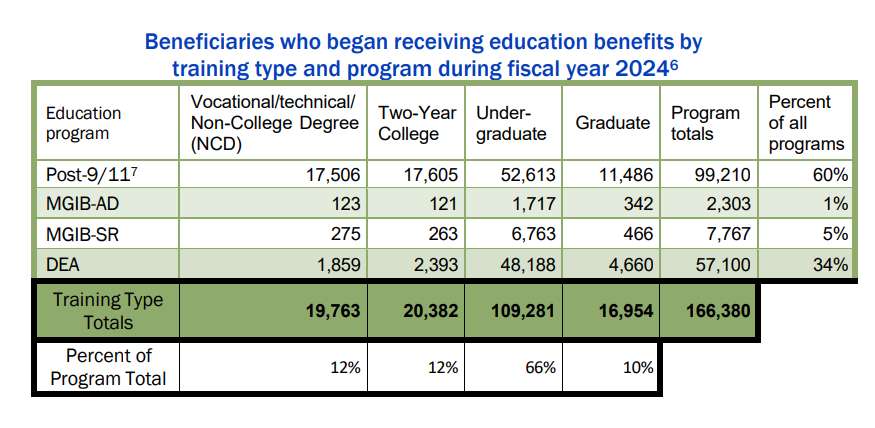 Beneficiaries who began receiving education benefits by
training type and program during fiscal year 2024⁶
Education program Vocational/technical/ Non-College Degree (NCD) Two-Year College Under-graduate Graduate Program totals Percent of all programs
Post-9/11⁷ 17,506 17,605 52,613 11,486 99,210 60%
MGIB-AD 123 121 1,717 342 2,303 1%
MGIB-SR 275 263 6,763 466 7,767 5%
DEA 1,859 2,393 48,188 4,660 57,100 34%
Training Type Totals 19,763 20,382 109,281 16,954 166,380
Percent of Program Total 12% 12% 66% 10%